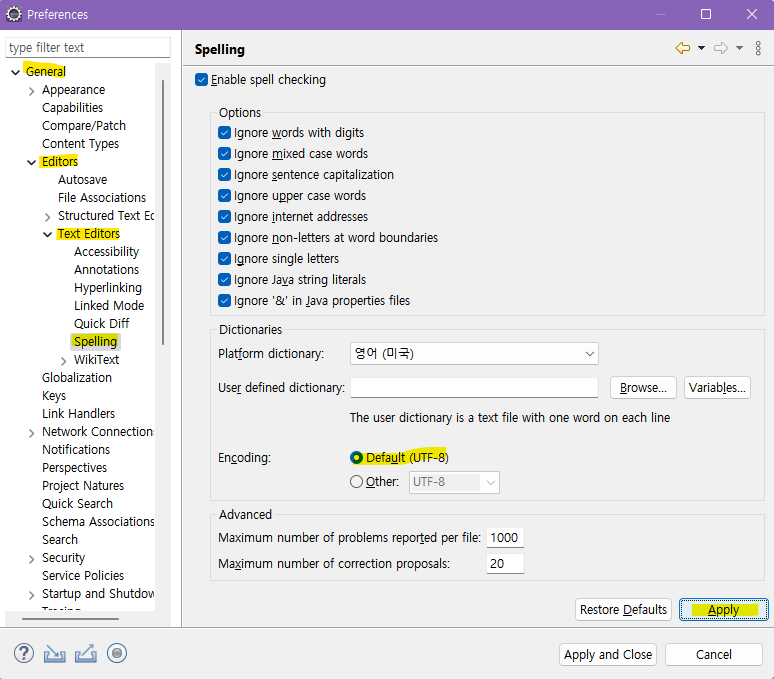 Preferences
type filter text
General
Appearance
Capabilities
Compare/Patch
Content Types
Editors
Autosave
File Associations
Structured Text Ec
Text Editors
Accessibility
Annotations
Hyperlinking
Linked Mode
Quick Diff
Spelling
WikiText
Globalization
Keys
Link Handlers
Network Connections
Notifications
Perspectives
Project Natures
Quick Search
Schema Associations
Search
Security
Service Policies
Startup and Shutdow
Spelling
Enable spell checking
Options
Ignore words with digits
Ignore mixed case words
Ignore sentence capitalization
Ignore upper case words
Ignore internet addresses
Ignore non-letters at word boundaries
Ignore single letters
Ignore Java string literals
Ignore '&' in Java properties files
Dictionaries
Platform dictionary: 영어 (미국)
User defined dictionary: Browse... Variables...
The user dictionary is a text file with one word on each line
Encoding: Default (UTF-8)
Other: UTF-8
Advanced
Maximum number of problems reported per file: 1000
Maximum number of correction proposals: 20
Restore Defaults Apply
? Apply and Close Cancel